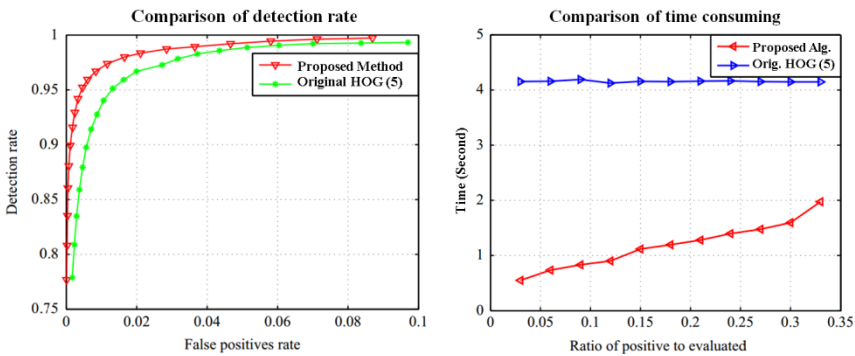 Comparison of detection rate
1
0.95
0.9
0.85
0.8
0.75
Detection rate
Proposed Method
Original HOG (5)
0
0.02
0.04
0.06
0.08
0.1
False positives rate
Comparison of time consuming
5
4
3
2
1
0
Time (Second)
Proposed Alg.
Orig. HOG (5)
0
0.05
0.1
0.15
0.2
0.25
0.3
0.35
Ratio of positive to evaluated